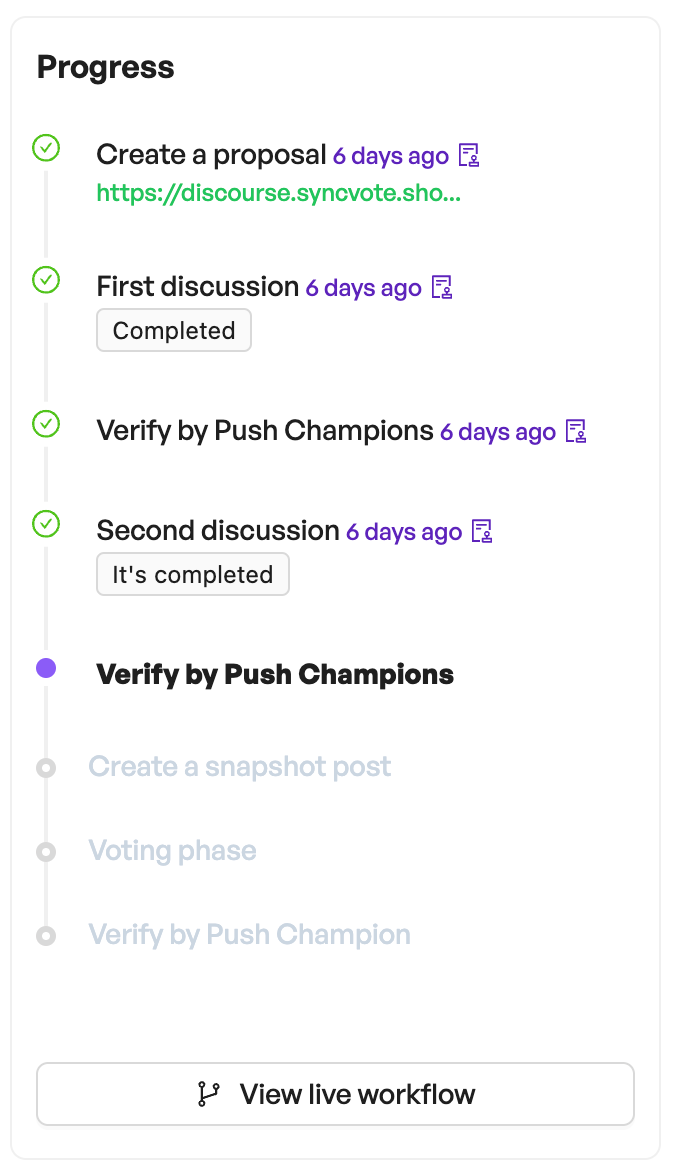 Progress
Create a proposal 6 days ago
https://discourse.syncvote.sho...
First discussion 6 days ago
Completed
Verify by Push Champions 6 days ago
Second discussion 6 days ago
It's completed
Verify by Push Champions
Create a snapshot post
Voting phase
Verify by Push Champion
View live workflow